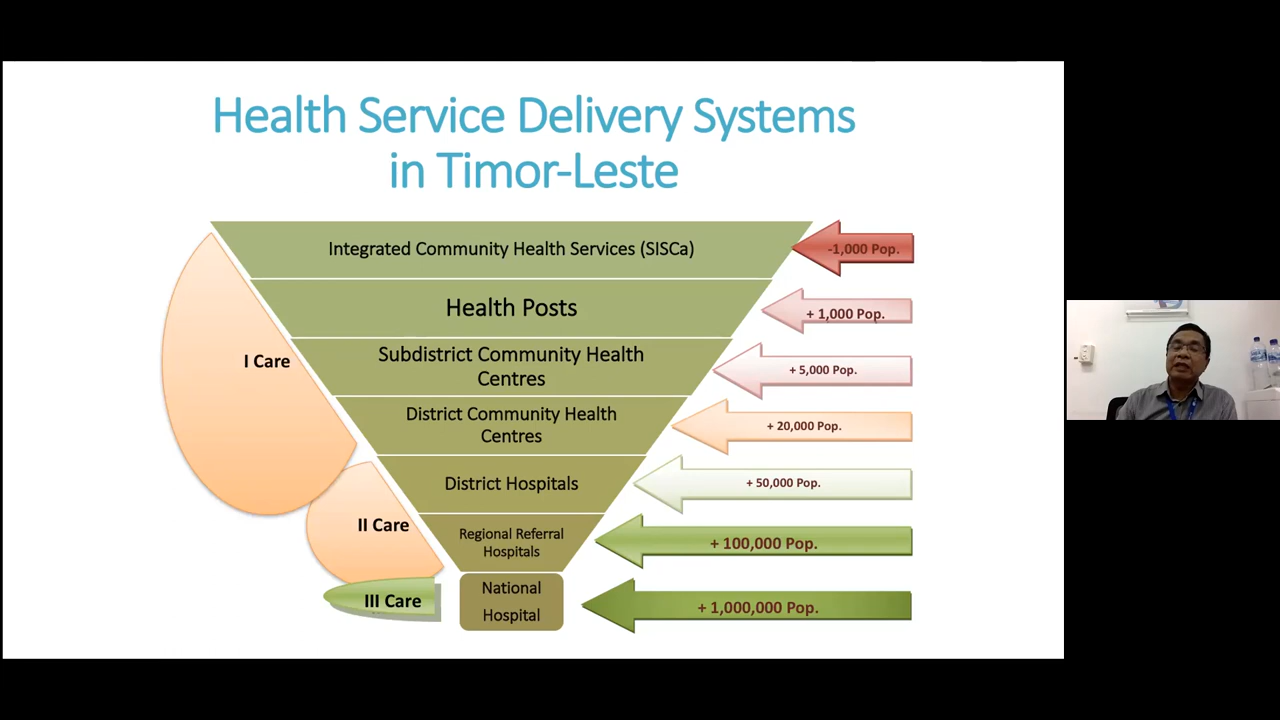 Health Service Delivery Systems
in Timor-Leste
Integrated Community Health Services (SISCa)
-1,000 Pop.
Health Posts
+ 1,000 Pop.
I Care
Subdistrict Community Health
Centres
+ 5,000 Pop.
District Community Health
Centres
+ 20,000 Pop.
District Hospitals
+ 50,000 Pop.
II Care
Regional Referral
Hospitals
+ 100,000 Pop.
III Care
National
Hospital
+ 1,000,000 Pop.